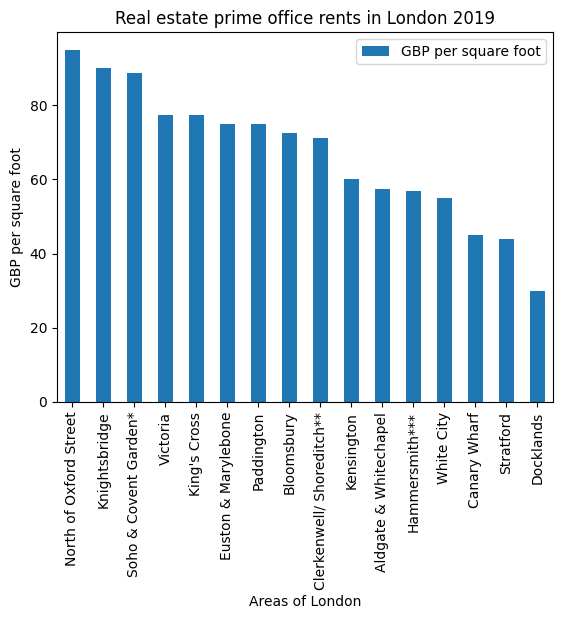 Real estate prime office rents in London 2019
GBP per square foot
GBP per square foot
80
60
40
20
0
North of Oxford Street
Knightsbridge
Soho & Covent Garden*
Victoria
King's Cross
Euston & Marylebone
Paddington
Bloomsbury
Clerkenwell/ Shoreditch**
Kensington
Aldgate & Whitechapel
Hammersmith***
White City
Canary Wharf
Stratford
Docklands
Areas of London